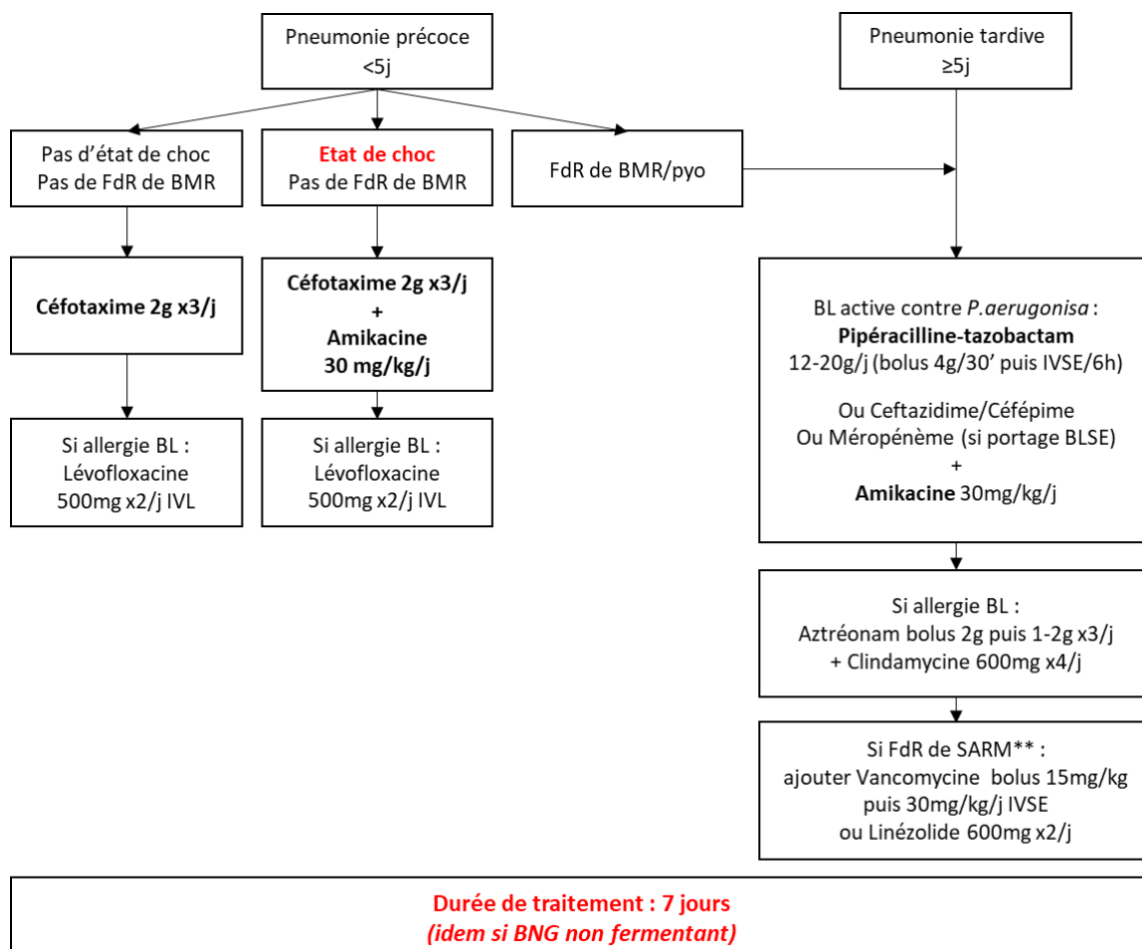 Pneumonie précoce
<5j
Pneumonie tardive
≥5j
Pas d'état de choc
Pas de FdR de BMR
Etat de choc
Pas de FdR de BMR
FdR de BMR/pyo
Céfotaxime 2g x3/j
Céfotaxime 2g x3/j
+
Amikacine
30 mg/kg/j
BL active contre P.aerugonisa :
Pipéracilline-tazobactam
12-20g/j (bolus 4g/30' puis IVSE/6h)
Ou Ceftazidime/Céfépime
Ou Méropénème (si portage BLSE)
+
Amikacine 30mg/kg/j
Si allergie BL :
Lévofloxacine
500mg x2/j IVL
Si allergie BL :
Lévofloxacine
500mg x2/j IVL
Si allergie BL :
Aztréonam bolus 2g puis 1-2g x3/j
+ Clindamycine 600mg x4/j
Si FdR de SARM** :
ajouter Vancomycine bolus 15mg/kg
puis 30mg/kg/j IVSE
ou Linézolide 600mg x2/j
Durée de traitement : 7 jours
(idem si BNG non fermentant)